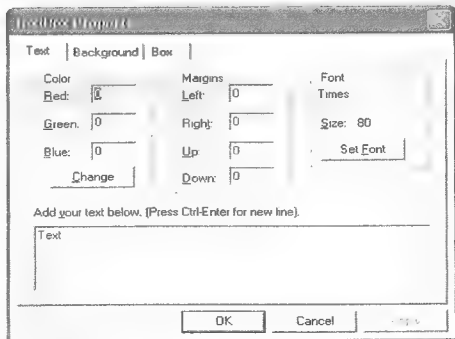 Text Background Box
Color Margins Font
Red: 0 Left: 0 Times
Green. 0 Right: 0 Size: 80
Blue: 0 Up: 0 Set Font
Change Down: 0
Add your text below. (Press Ctrl-Enter for new line).
Text
OK Cancel